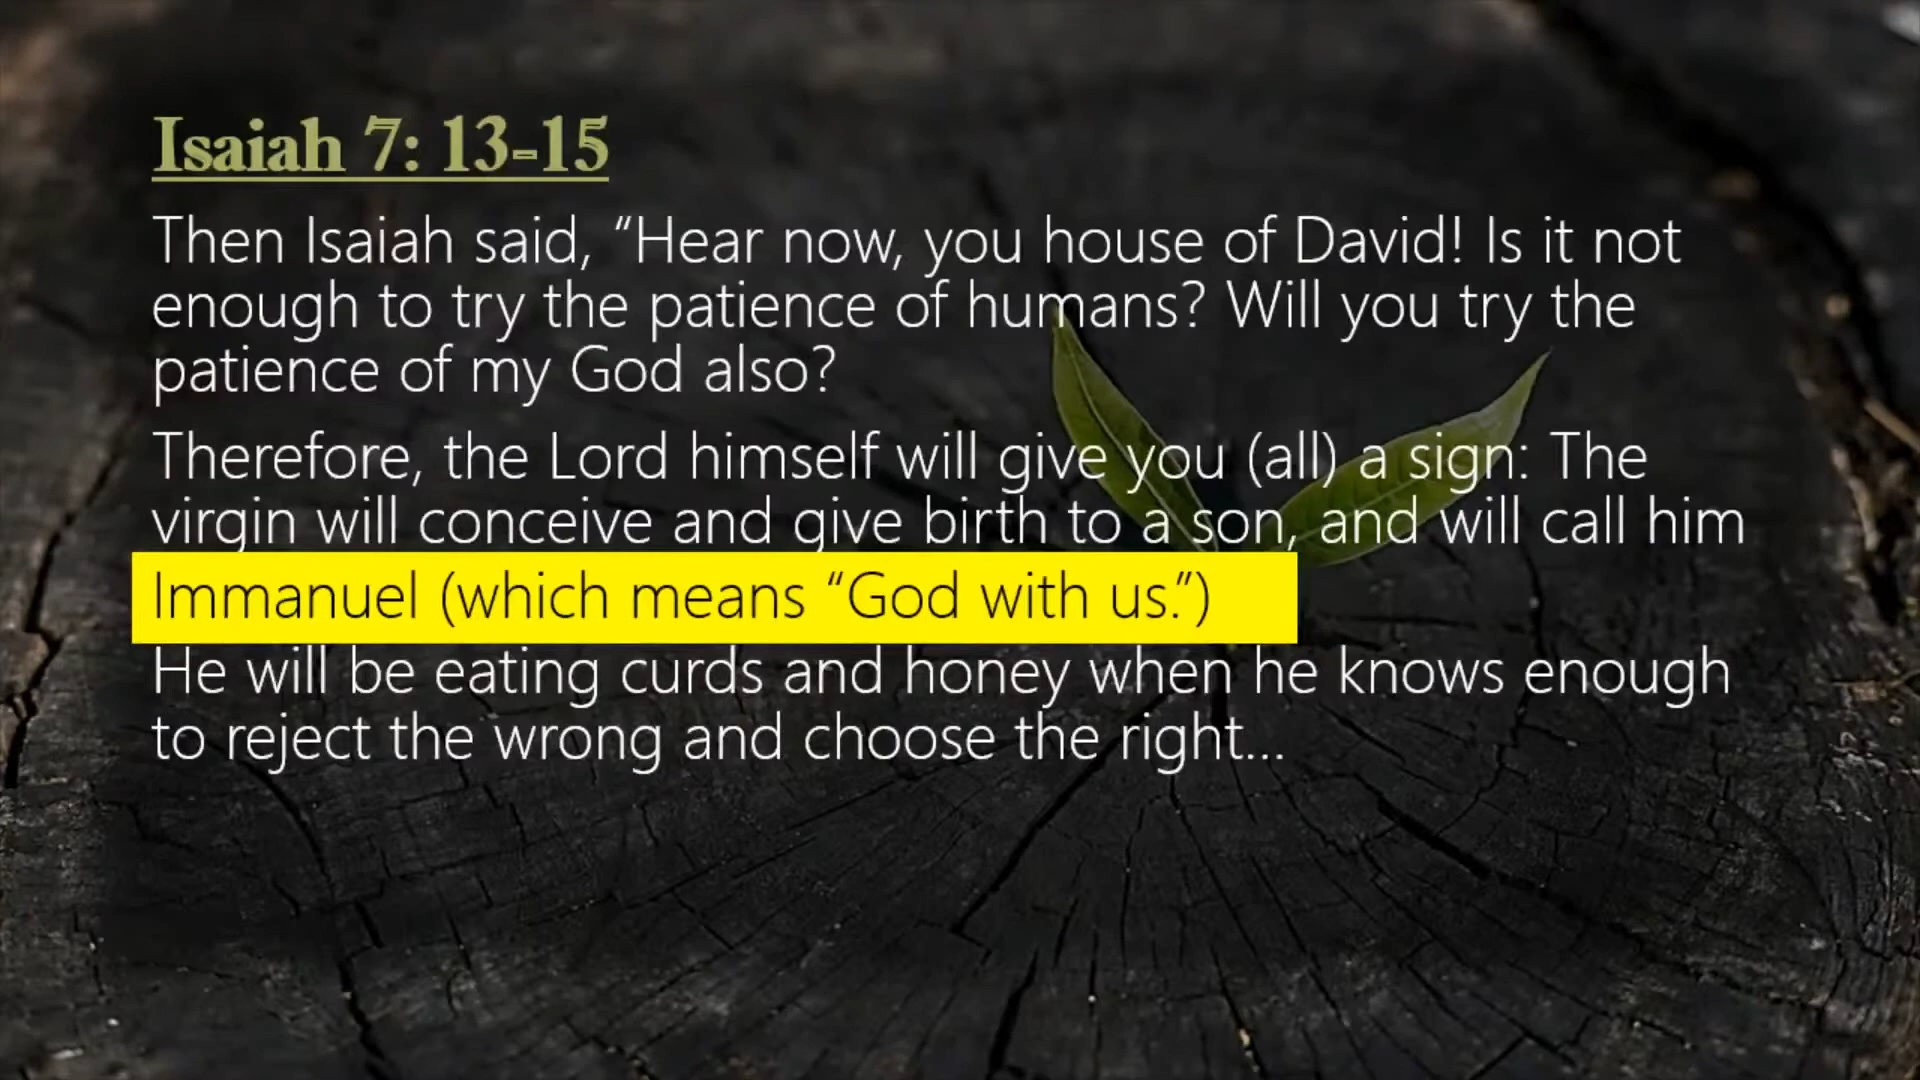 Isaiah 7: 13-15
Then Isaiah said, “Hear now, you house of David! Is it not
enough to try the patience of humans? Will you try the
patience of my God also?
Therefore, the Lord himself will give you (all) a sign: The
virgin will conceive and give birth to a son, and will call him
Immanuel (which means “God with us.”)
He will be eating curds and honey when he knows enough
to reject the wrong and choose the right...